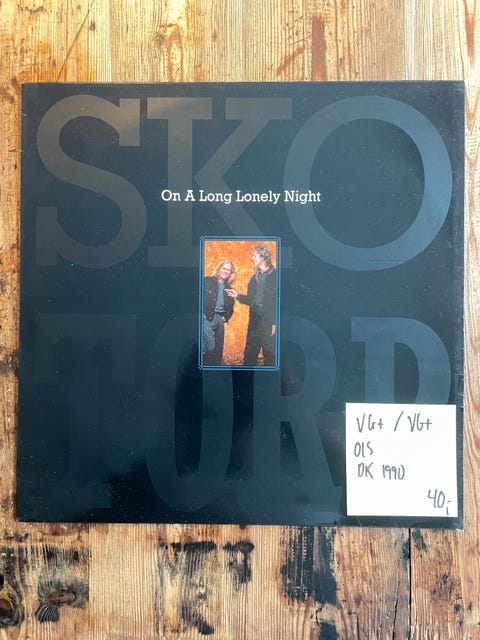 SKO
On A Long Lonely Night
TORP
VG+ / VG+
OIS
DK 1990
40,-